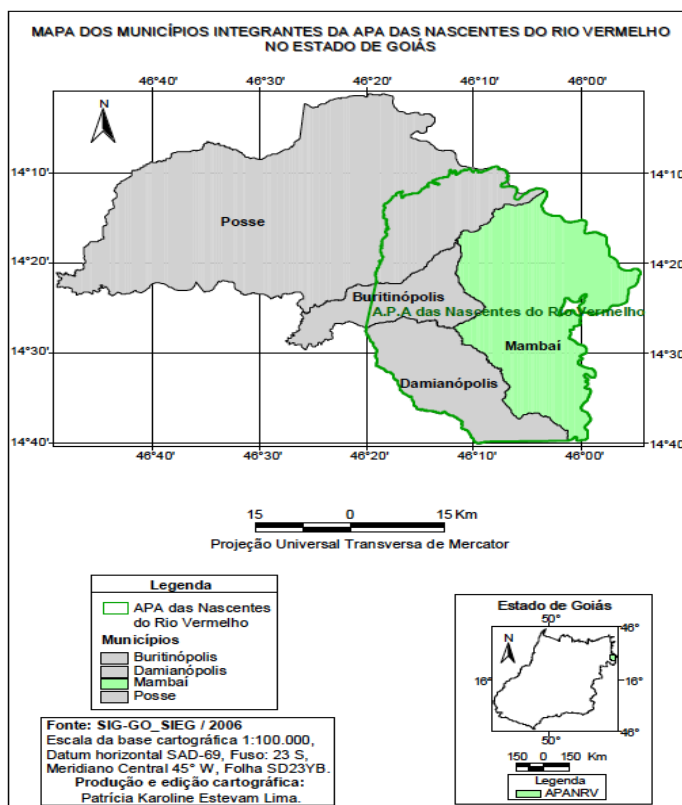 MAPA DOS MUNICÍPIOS INTEGRANTES DA APA DAS NASCENTES DO RIO VERMELHO
NO ESTADO DE GOIÁS
46°40' 46°30' 46°20' 46°10' 46°00'
N
14°10' 14°10'
Posse
14°20' 14°20'
Buritinópolis
A.P.A das Nascentes do Rio Vermelho
14°30' Mambaí 14°30'
Damianópolis
14°40' 14°40'
46°40' 46°30' 46°20' 46°10' 46°00'
15 0 15 Km
Projeção Universal Transversa de Mercator
Legenda
APA das Nascentes
do Rio Vermelho
Municípios
Buritinópolis
Damianópolis
Mambaí
Posse
Fonte: SIG-GO_SIEG / 2006
Escala da base cartográfica 1:100.000,
Datum horizontal SAD-69, Fuso: 23 S,
Meridiano Central 45° W, Folha SD23YB.
Produção e edição cartográfica:
Patrícia Karoline Estevam Lima.
Estado de Goiás
50° 46°
N
16° 16°
50° 46°
150 0 150 Km
Legenda
APANRV